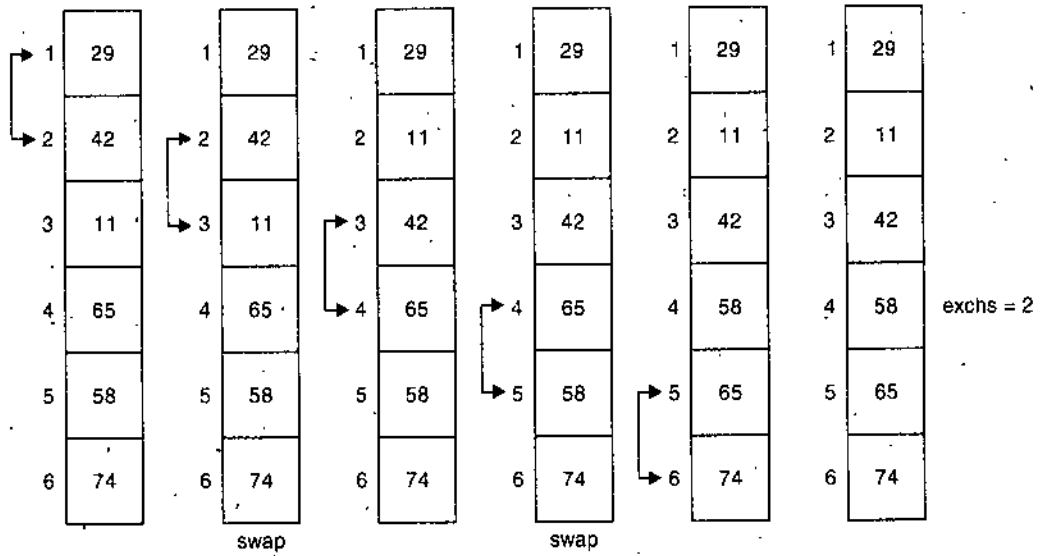 1 29 1 29 1 29 1 29 1 29 1 29
2 42 2 42 2 11 2 11 2 11 2 11
3 11 3 11 3 42 3 42 3 42 3 42
4 65 4 65 4 65 4 65 4 58 4 58 exchs = 2
5 58 5 58 5 58 5 58 5 65 5 65
6 74 6 74 6 74 6 74 6 74 6 74
swap swap